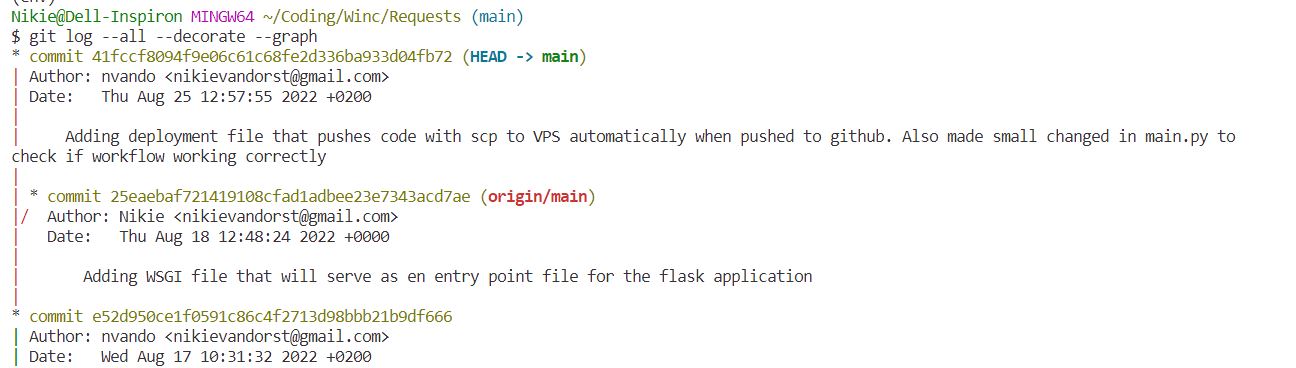 Nikie@Dell-Inspiron MINGW64 ~/Coding/Winc/Requests (main)
$ git log --all --decorate --graph
* commit 41fccf8094f9e06c61c68fe2d336ba933d04fb72 (HEAD -> main)
| Author: nvando <nikievandorst@gmail.com>
| Date:   Thu Aug 25 12:57:55 2022 +0200
|
|     Adding deployment file that pushes code with scp to VPS automatically when pushed to github. Also made small changed in main.py to
check if workflow working correctly
|
| * commit 25eaebaf721419108cfad1adbee23e7343acd7ae (origin/main)
|/  Author: Nikie <nikievandorst@gmail.com>
|   Date:   Thu Aug 18 12:48:24 2022 +0000
|
|       Adding WSGI file that will serve as en entry point file for the flask application
|
* commit e52d950ce1f0591c86c4f2713d98bbb21b9df666
| Author: nvando <nikievandorst@gmail.com>
| Date:   Wed Aug 17 10:31:32 2022 +0200